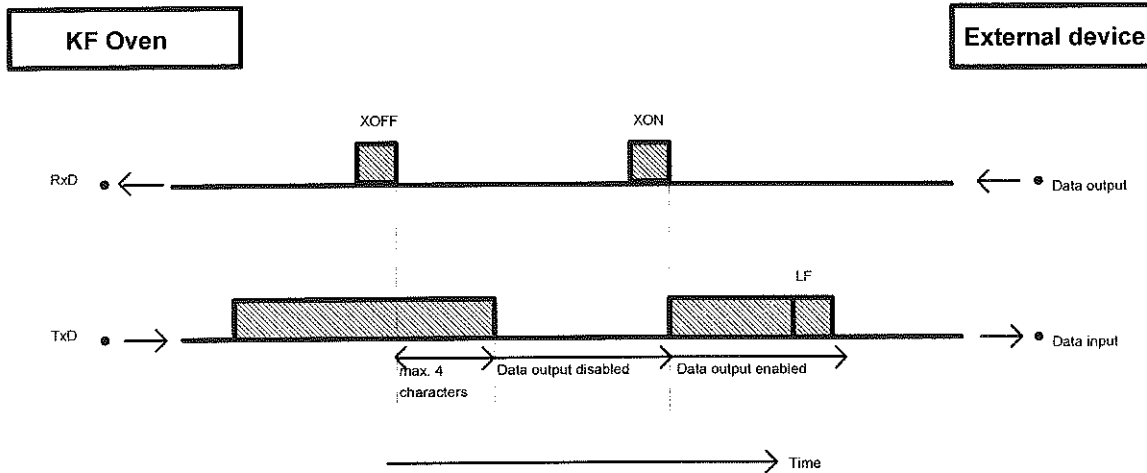 KF Oven
External device
XOFF
XON
RxD
Data output
LF
TxD
Data input
max. 4
characters
Data output disabled
Data output enabled
Time